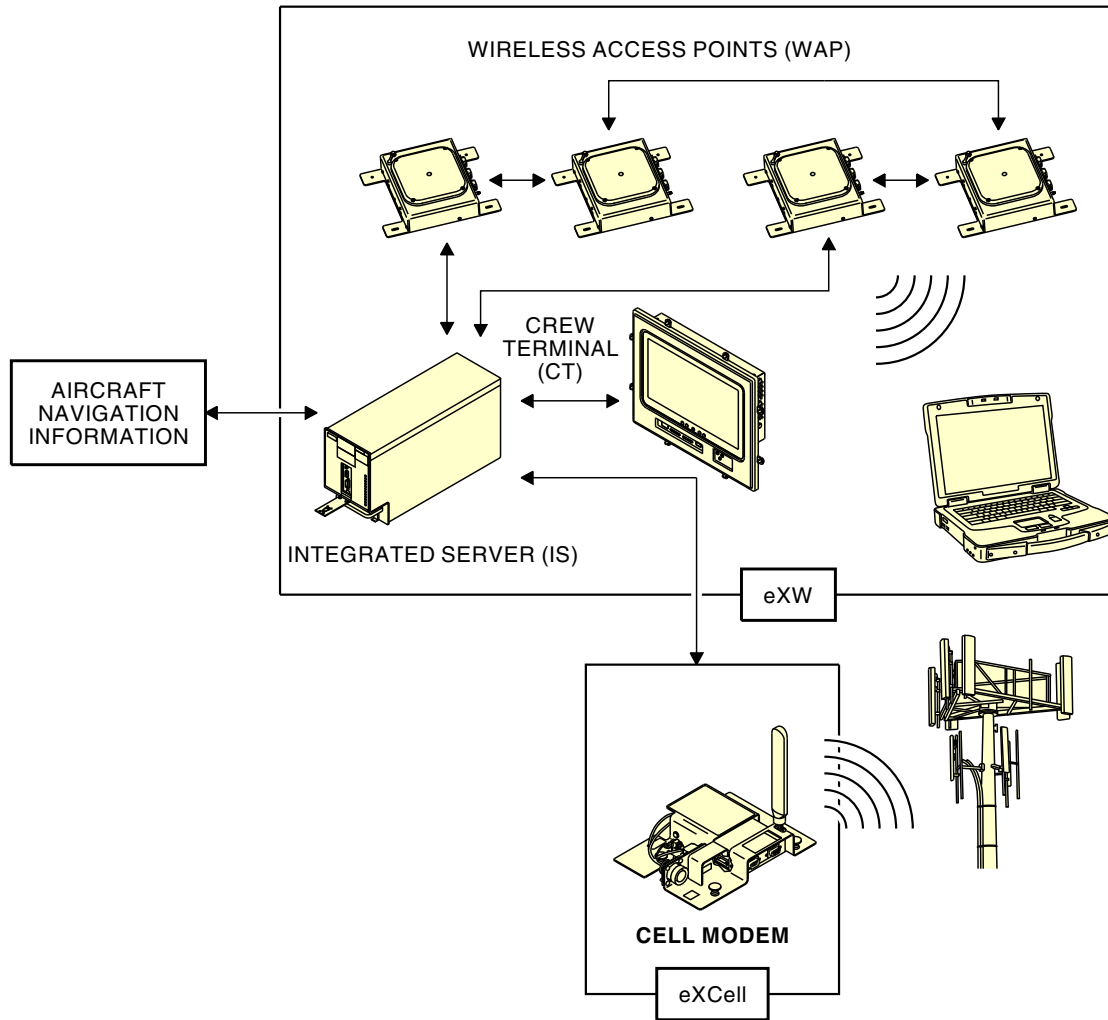 WIRELESS ACCESS POINTS (WAP)
CREW
TERMINAL
(CT)
AIRCRAFT
NAVIGATION
INFORMATION
INTEGRATED SERVER (IS)
eXW
CELL MODEM
eXCell